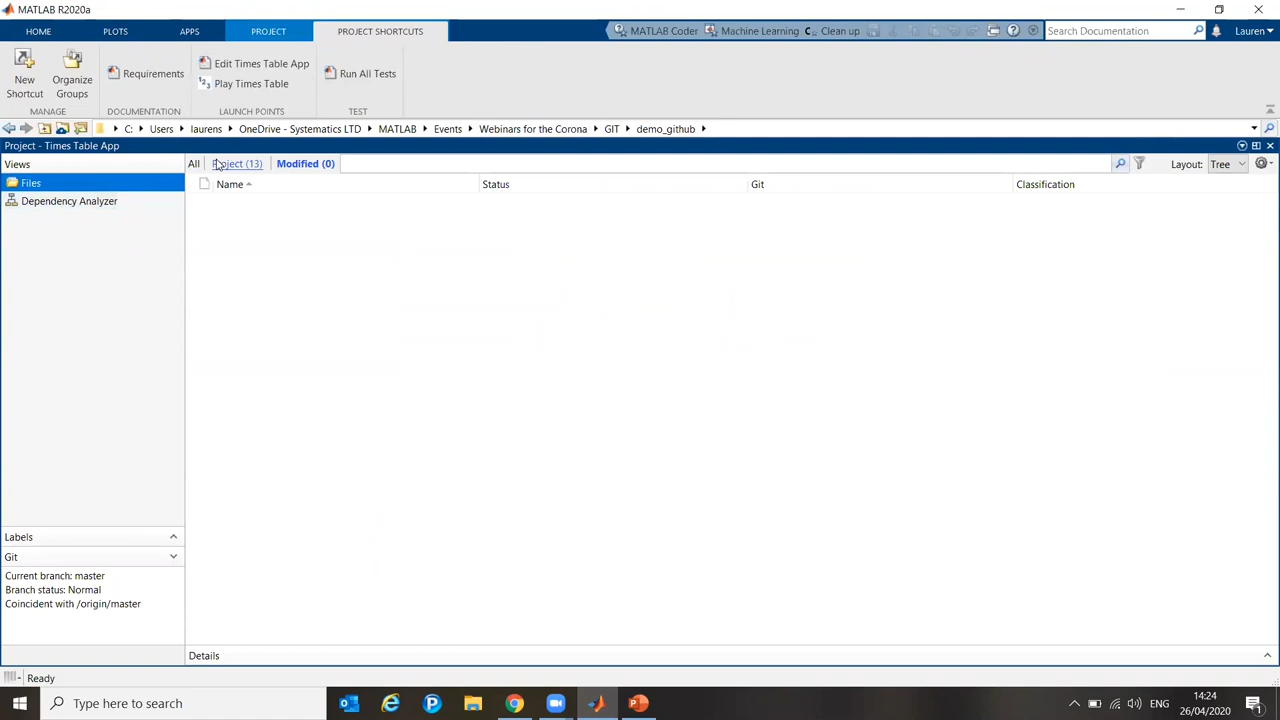 MATLAB R2020a
HOME PLOTS APPS PROJECT PROJECT SHORTCUTS MATLAB Coder Machine Learning Clean up Search Documentation Lauren
New Shortcut
Organize Groups
Requirements
Edit Times Table App
Play Times Table
Run All Tests
MANAGE DOCUMENTATION LAUNCH POINTS TEST
C: Users laurens OneDrive - Systematics LTD MATLAB Events Webinars for the Corona GIT demo_github
Project - Times Table App
Views
All Project (13) Modified (0) Layout: Tree
Files
Name Status Git Classification
Dependency Analyzer
Labels
Git
Current branch: master
Branch status: Normal
Coincident with /origin/master
Details
Ready
Type here to search
ENG
14:24
26/04/2020
1